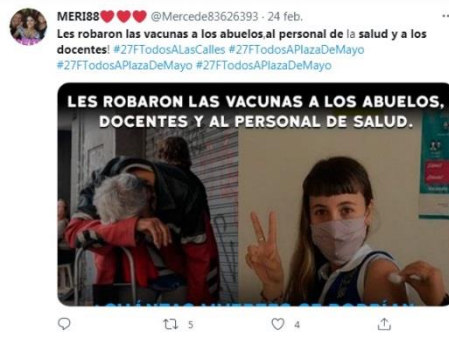 MERI88 @Mercede83626393 · 24 feb.
Les robaron las vacunas a los abuelos,al personal de la salud y a los
docentes! #27FTodosALasCalles #27FTodosAPlazaDeMayo
#27FTodosAPlazaDeMayo #27FTodosAPlazaDeMayo
LES ROBARON LAS VACUNAS A LOS ABUELOS,
DOCENTES Y AL PERSONAL DE SALUD.
5
4